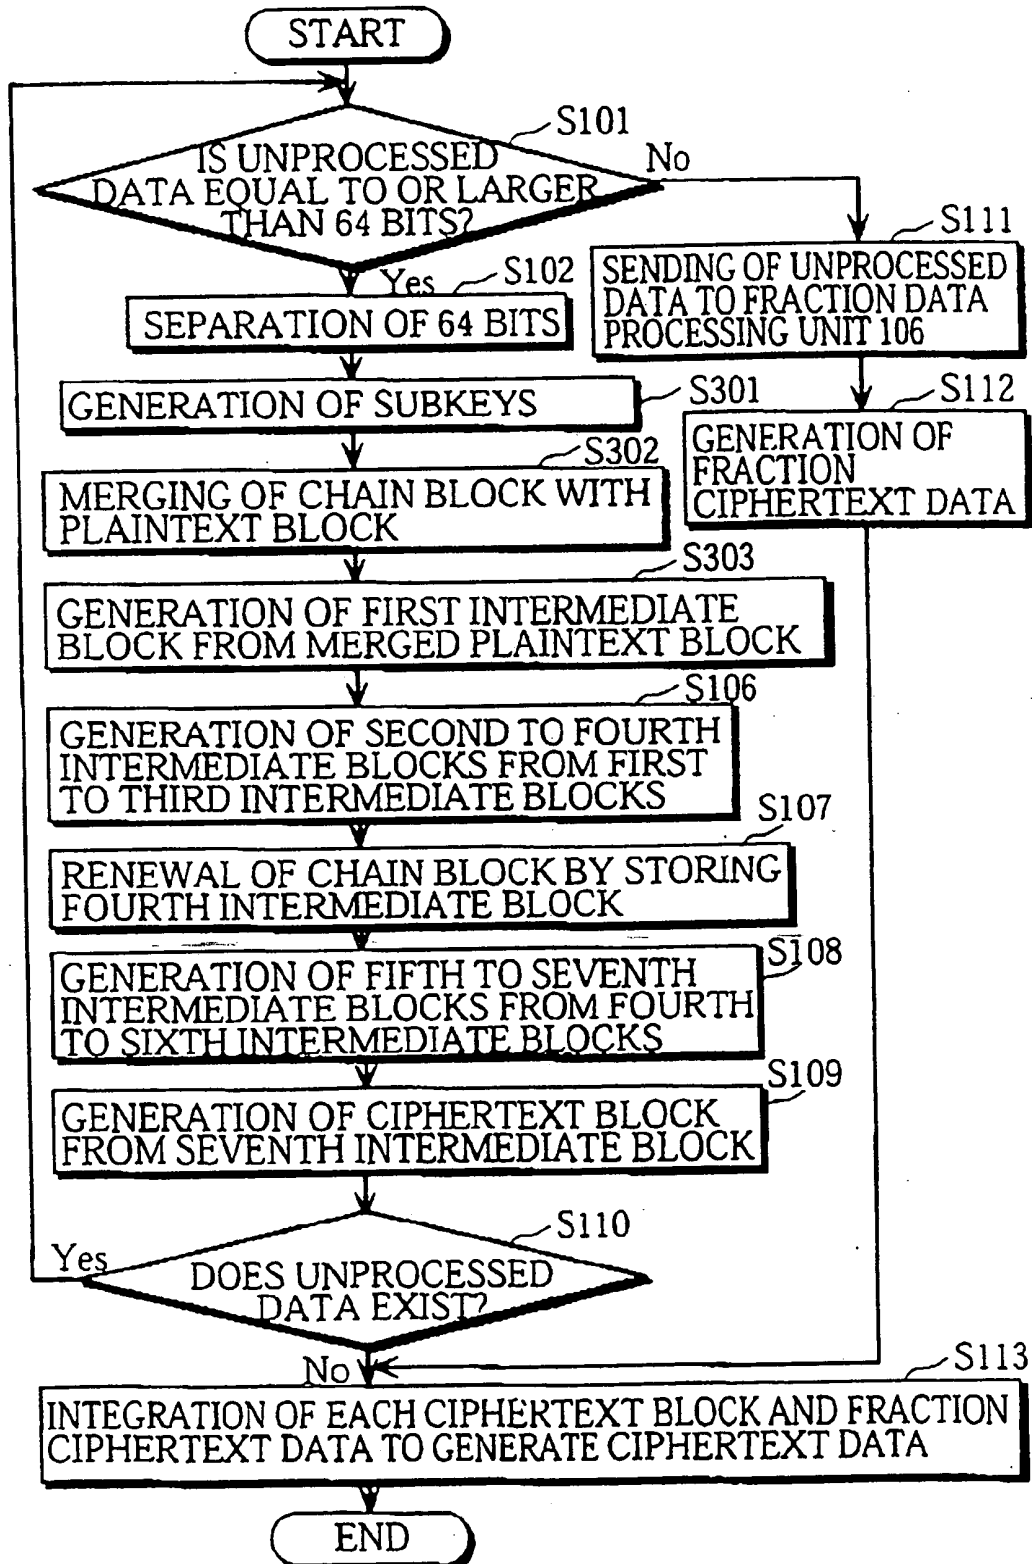 START
S101
IS UNPROCESSED
DATA EQUAL TO OR LARGER
THAN 64 BITS?
No
Yes
S102
SEPARATION OF 64 BITS
S111
SENDING OF UNPROCESSED
DATA TO FRACTION DATA
PROCESSING UNIT 106
S301
GENERATION OF SUBKEYS
S112
GENERATION OF
FRACTION
CIPHERTEXT DATA
S302
MERGING OF CHAIN BLOCK WITH
PLAINTEXT BLOCK
S303
GENERATION OF FIRST INTERMEDIATE
BLOCK FROM MERGED PLAINTEXT BLOCK
S106
GENERATION OF SECOND TO FOURTH
INTERMEDIATE BLOCKS FROM FIRST
TO THIRD INTERMEDIATE BLOCKS
S107
RENEWAL OF CHAIN BLOCK BY STORING
FOURTH INTERMEDIATE BLOCK
S108
GENERATION OF FIFTH TO SEVENTH
INTERMEDIATE BLOCKS FROM FOURTH
TO SIXTH INTERMEDIATE BLOCKS
S109
GENERATION OF CIPHERTEXT BLOCK
FROM SEVENTH INTERMEDIATE BLOCK
S110
Yes
DOES UNPROCESSED
DATA EXIST?
No
S113
INTEGRATION OF EACH CIPHERTEXT BLOCK AND FRACTION
CIPHERTEXT DATA TO GENERATE CIPHERTEXT DATA
END